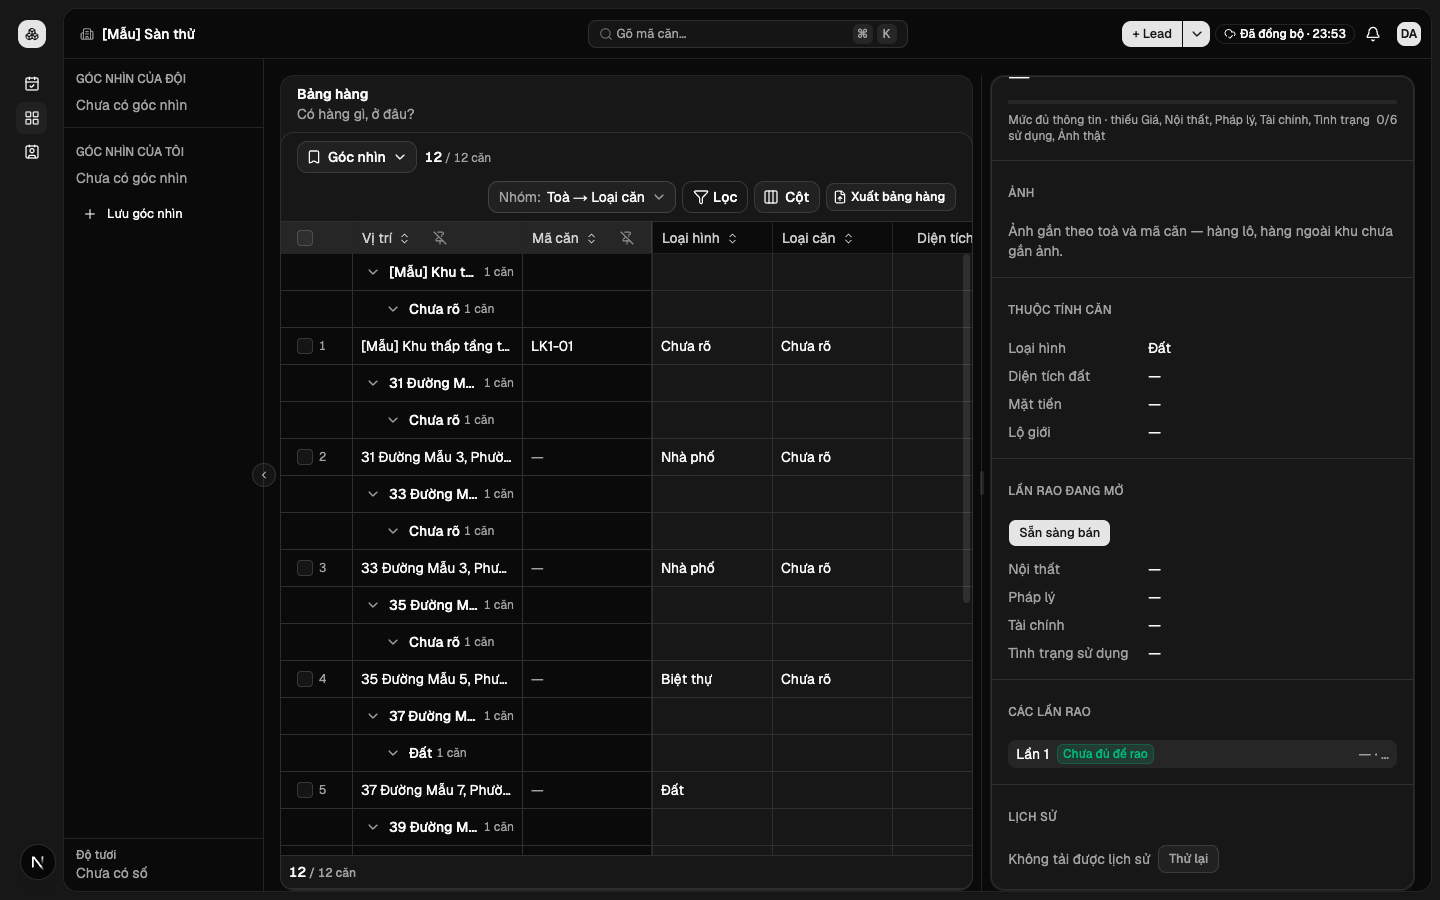 [Mẫu] Sàn thử
Gõ mã căn...
⌘ K
+ Lead
Đã đồng bộ · 23:53
DA
GÓC NHÌN CỦA ĐỘI
Chưa có góc nhìn
GÓC NHÌN CỦA TÔI
Chưa có góc nhìn
+ Lưu góc nhìn
Độ tươi
Chưa có số
N
Bảng hàng
Có hàng gì, ở đâu?
Góc nhìn
12 / 12 căn
Nhóm: Toà → Loại căn
Lọc
Cột
Xuất bảng hàng
Vị trí Mã căn Loại hình Loại căn Diện tích
[Mẫu] Khu t... 1 căn
Chưa rõ 1 căn
1 [Mẫu] Khu thấp tầng t... LK1-01 Chưa rõ Chưa rõ
31 Đường M... 1 căn
Chưa rõ 1 căn
2 31 Đường Mẫu 3, Phườ... — Nhà phố Chưa rõ
33 Đường M... 1 căn
Chưa rõ 1 căn
3 33 Đường Mẫu 3, Phư... — Nhà phố Chưa rõ
35 Đường M... 1 căn
Chưa rõ 1 căn
4 35 Đường Mẫu 5, Phư... — Biệt thự Chưa rõ
37 Đường M... 1 căn
Đất 1 căn
5 37 Đường Mẫu 7, Phườ... — Đất
39 Đường M... 1 căn
12 / 12 căn
Mức đủ thông tin · thiếu Giá, Nội thất, Pháp lý, Tài chính, Tình trạng 0/6
sử dụng, Ảnh thật
ẢNH
Ảnh gắn theo toà và mã căn — hàng lô, hàng ngoài khu chưa
gắn ảnh.
THUỘC TÍNH CĂN
Loại hình Đất
Diện tích đất —
Mặt tiền —
Lộ giới —
LẦN RAO ĐANG MỞ
Sẵn sàng bán
Nội thất —
Pháp lý —
Tài chính —
Tình trạng sử dụng —
CÁC LẦN RAO
Lần 1 Chưa đủ để rao — · ...
LỊCH SỬ
Không tải được lịch sử Thử lại